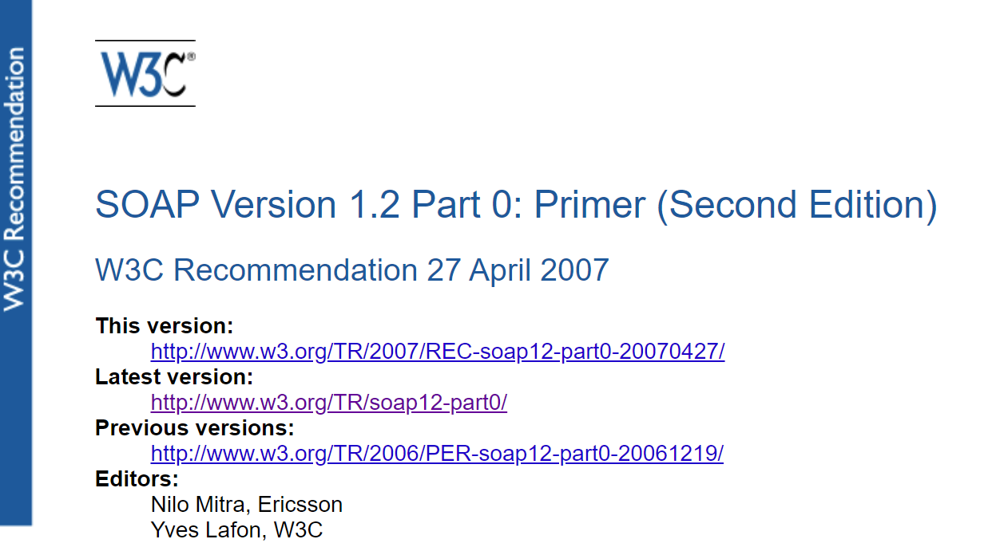 W3C Recommendation
W3C®
SOAP Version 1.2 Part 0: Primer (Second Edition)
W3C Recommendation 27 April 2007
This version:
http://www.w3.org/TR/2007/REC-soap12-part0-20070427/
Latest version:
http://www.w3.org/TR/soap12-part0/
Previous versions:
http://www.w3.org/TR/2006/PER-soap12-part0-20061219/
Editors:
Nilo Mitra, Ericsson
Yves Lafon, W3C